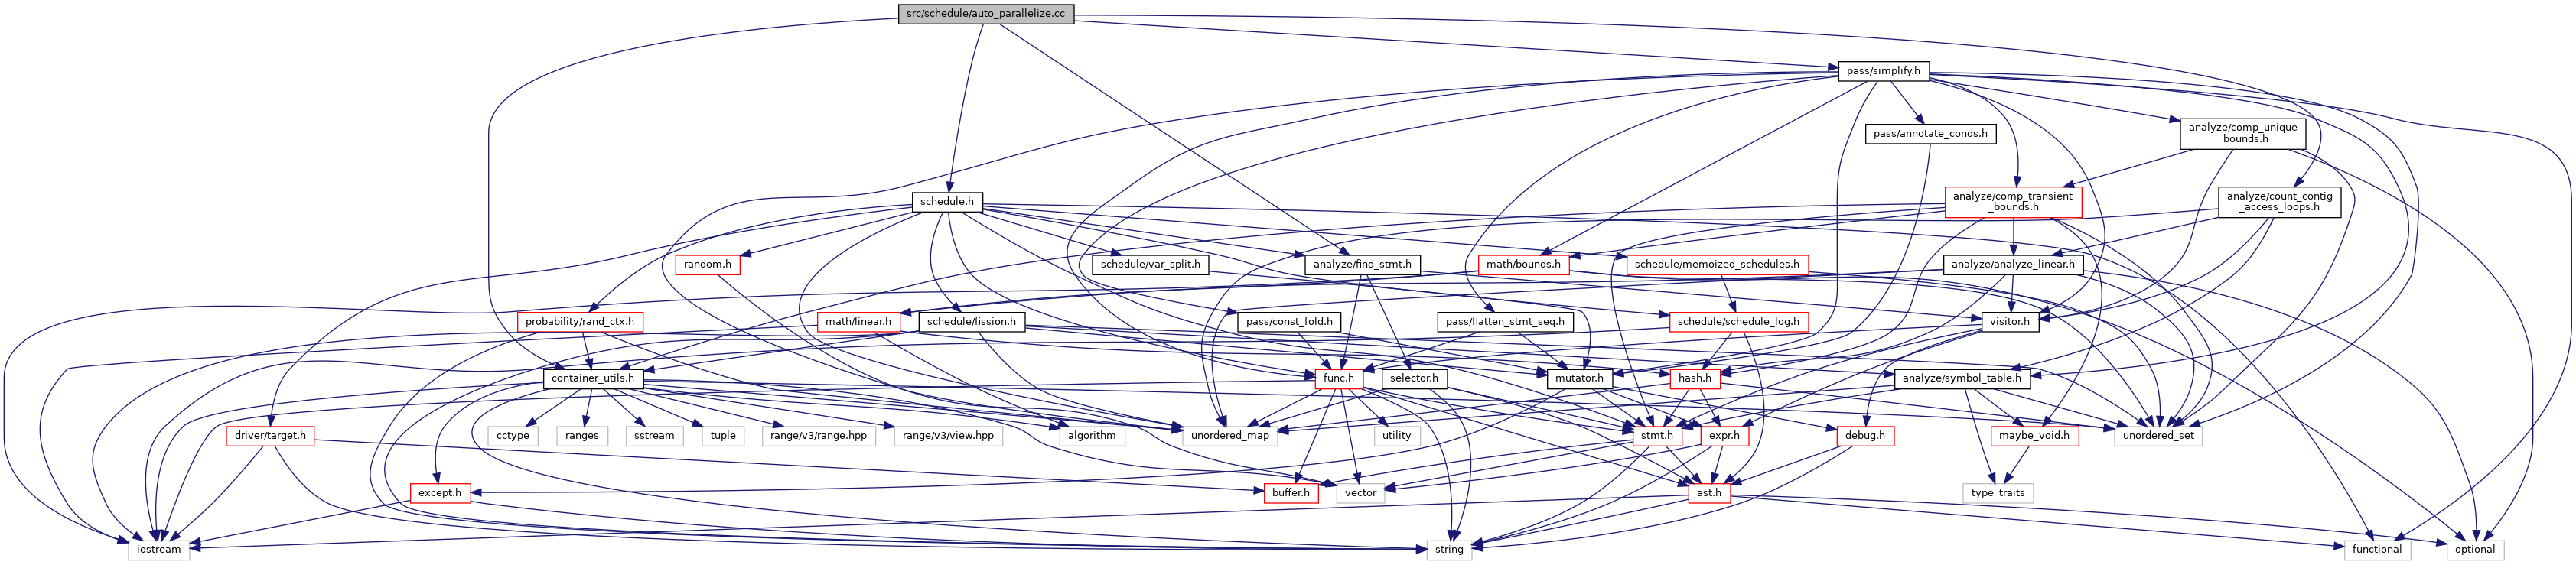 src/schedule/auto_parallelize.cc
pass/simplify.h
pass/annotate_conds.h
analyze/comp_unique
_bounds.h
schedule.h
analyze/comp_transient
_bounds.h
analyze/count_contig
_access_loops.h
random.h
schedule/var_split.h
analyze/find_stmt.h
math/bounds.h
schedule/memoized_schedules.h
analyze/analyze_linear.h
probability/rand_ctx.h
math/linear.h
schedule/fission.h
pass/const_fold.h
pass/flatten_stmt_seq.h
schedule/schedule_log.h
visitor.h
container_utils.h
func.h
selector.h
mutator.h
hash.h
analyze/symbol_table.h
driver/target.h
cctype
ranges
sstream
tuple
range/v3/range.hpp
range/v3/view.hpp
algorithm
unordered_map
utility
stmt.h
expr.h
debug.h
maybe_void.h
unordered_set
except.h
buffer.h
vector
ast.h
type_traits
iostream
string
functional
optional